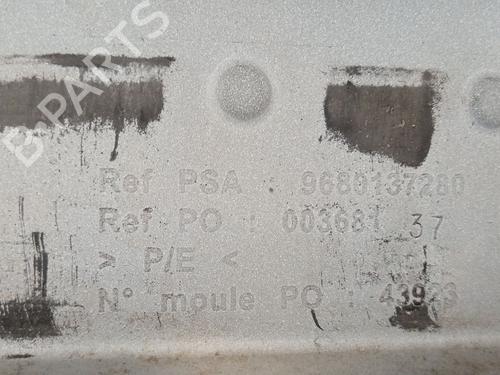 B-PARTS
Ref PSA : 9680137280
Ref PO : 003681 37
> P/E <
N° moule PO : 43923